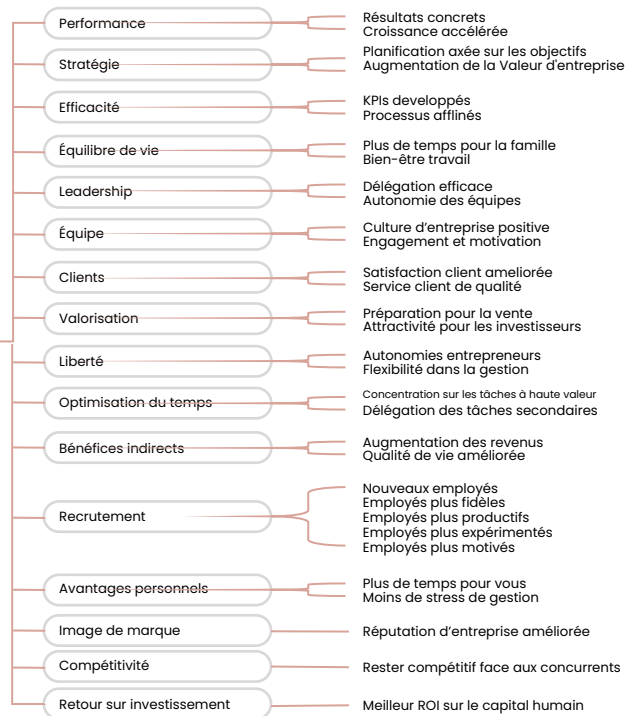 Performance
Résultats concrets
Croissance accélérée
Stratégie
Planification axée sur les objectifs
Augmentation de la Valeur d'entreprise
Efficacité
KPIs developpés
Processus affinés
Équilibre de vie
Plus de temps pour la famille
Bien-être travail
Leadership
Délégation efficace
Autonomie des équipes
Équipe
Culture d'entreprise positive
Engagement et motivation
Clients
Satisfaction client ameliorée
Service client de qualité
Valorisation
Préparation pour la vente
Attractivité pour les investisseurs
Liberté
Autonomies entrepreneurs
Flexibilité dans la gestion
Optimisation du temps
Concentration sur les tâches à haute valeur
Délégation des tâches secondaires
Bénéfices indirects
Augmentation des revenus
Qualité de vie améliorée
Recrutement
Nouveaux employés
Employés plus fidèles
Employés plus productifs
Employés plus expérimentés
Employés plus motivés
Avantages personnels
Plus de temps pour vous
Moins de stress de gestion
Image de marque
Réputation d'entreprise améliorée
Compétitivité
Rester compétitif face aux concurrents
Retour sur investissement
Meilleur ROI sur le capital humain